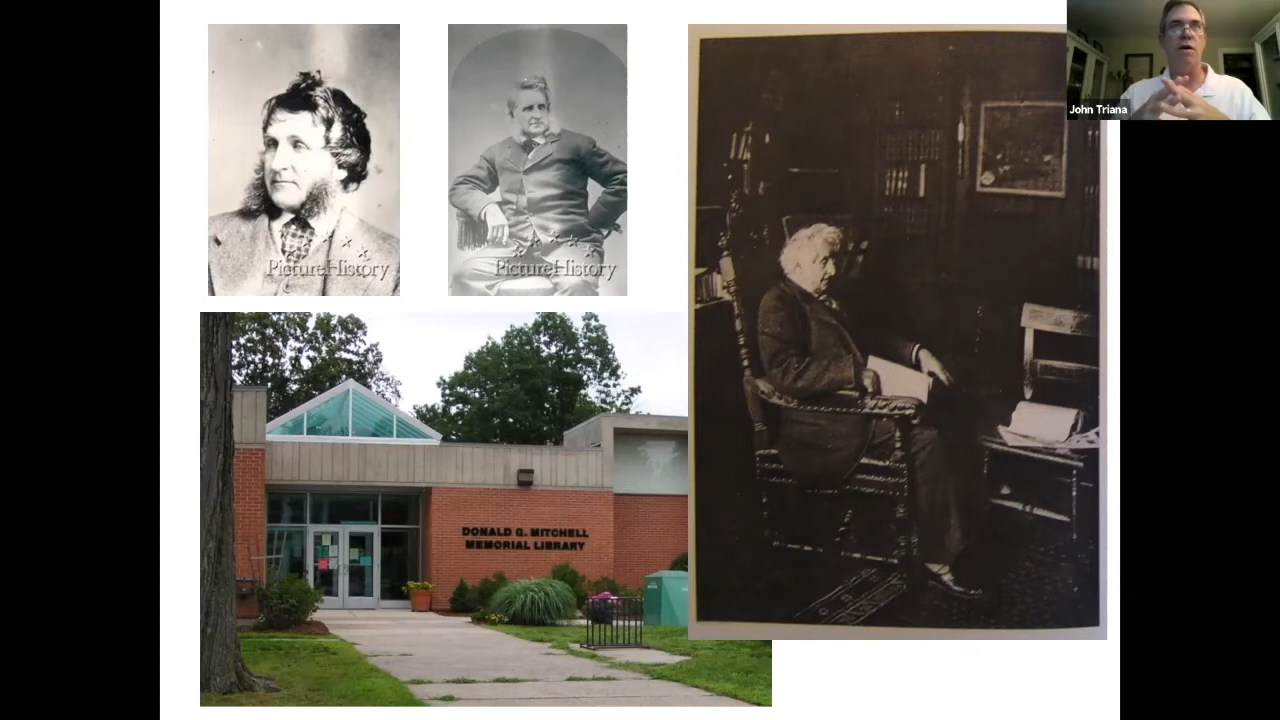 PictureHistory
PictureHistory
John Triana
DONALD G. MITCHELL
MEMORIAL LIBRARY